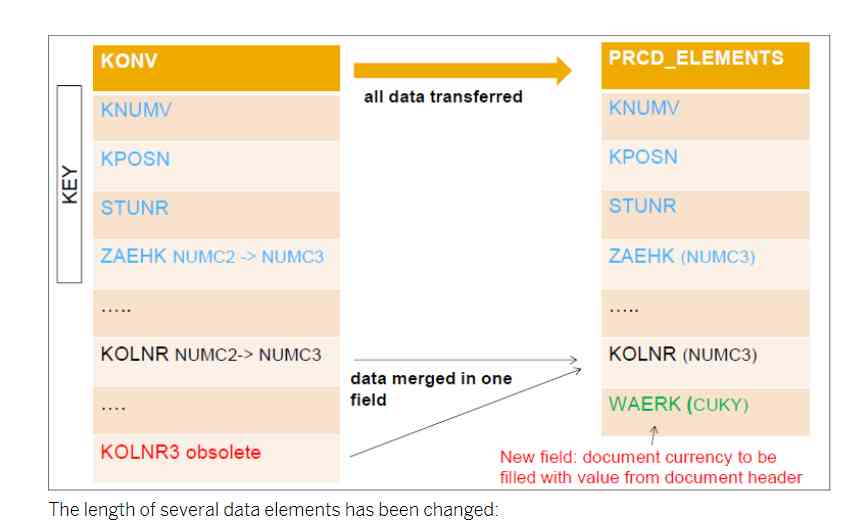 KONV
PRCD_ELEMENTS
all data transferred
KEY
KNUMV
KNUMV
KPOSN
KPOSN
STUNR
STUNR
ZAEHK NUMC2 -> NUMC3
ZAEHK (NUMC3)
.....
.....
KOLNR NUMC2-> NUMC3
KOLNR (NUMC3)
data merged in one
field
....
WAERK (CUKY)
KOLNR3 obsolete
New field: document currency to be
filled with value from document header
The length of several data elements has been changed: